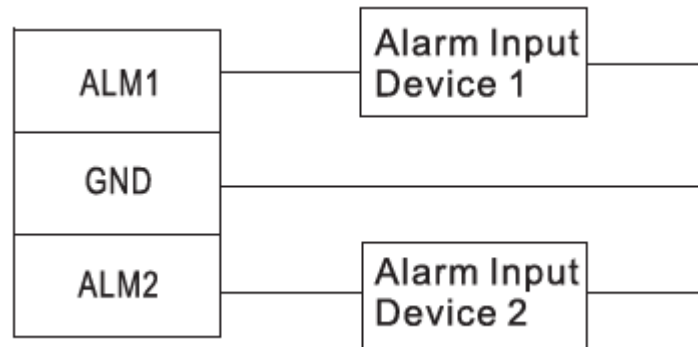 ALM1
Alarm Input
Device 1
GND
ALM2
Alarm Input
Device 2